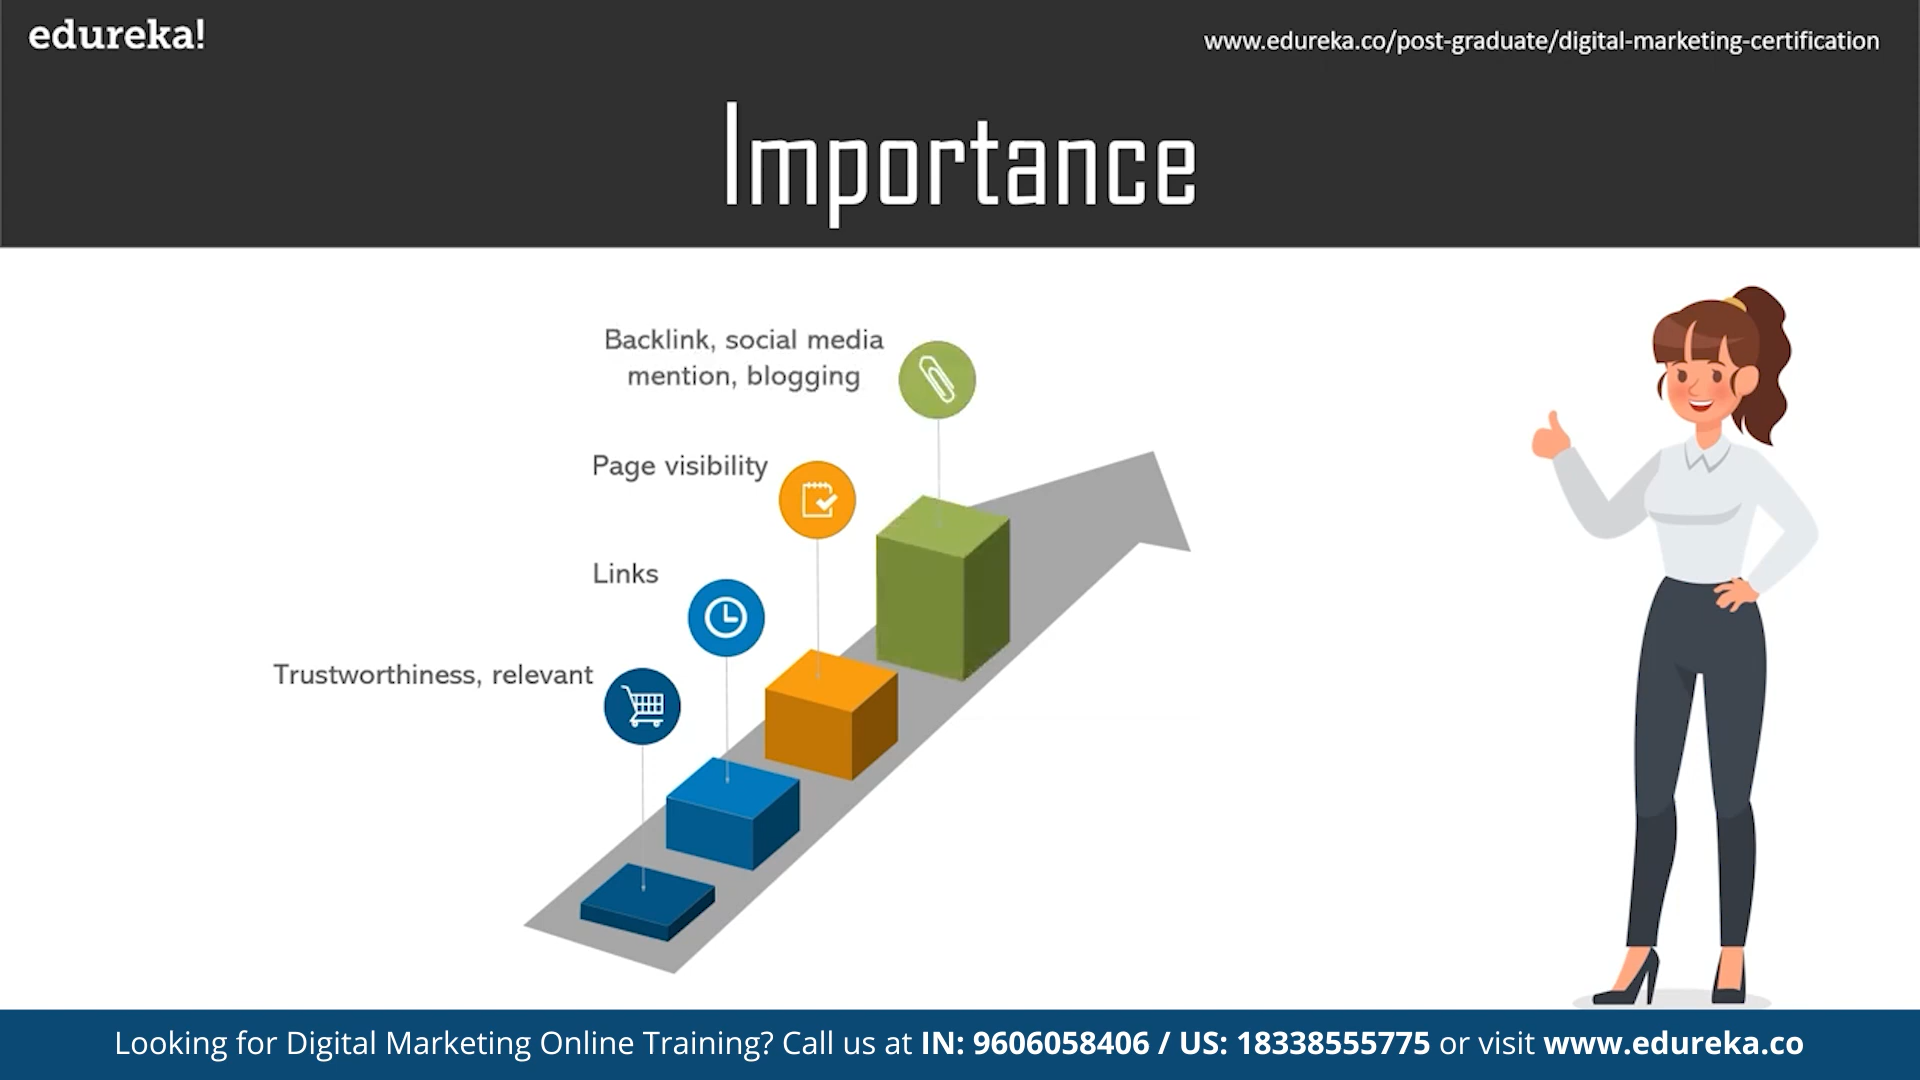 edureka!
www.edureka.co/post-graduate/digital-marketing-certification
Importance
Backlink, social media
mention, blogging
Page visibility
Links
Trustworthiness, relevant
Looking for Digital Marketing Online Training? Call us at IN: 9606058406 / US: 18338555775 or visit www.edureka.co